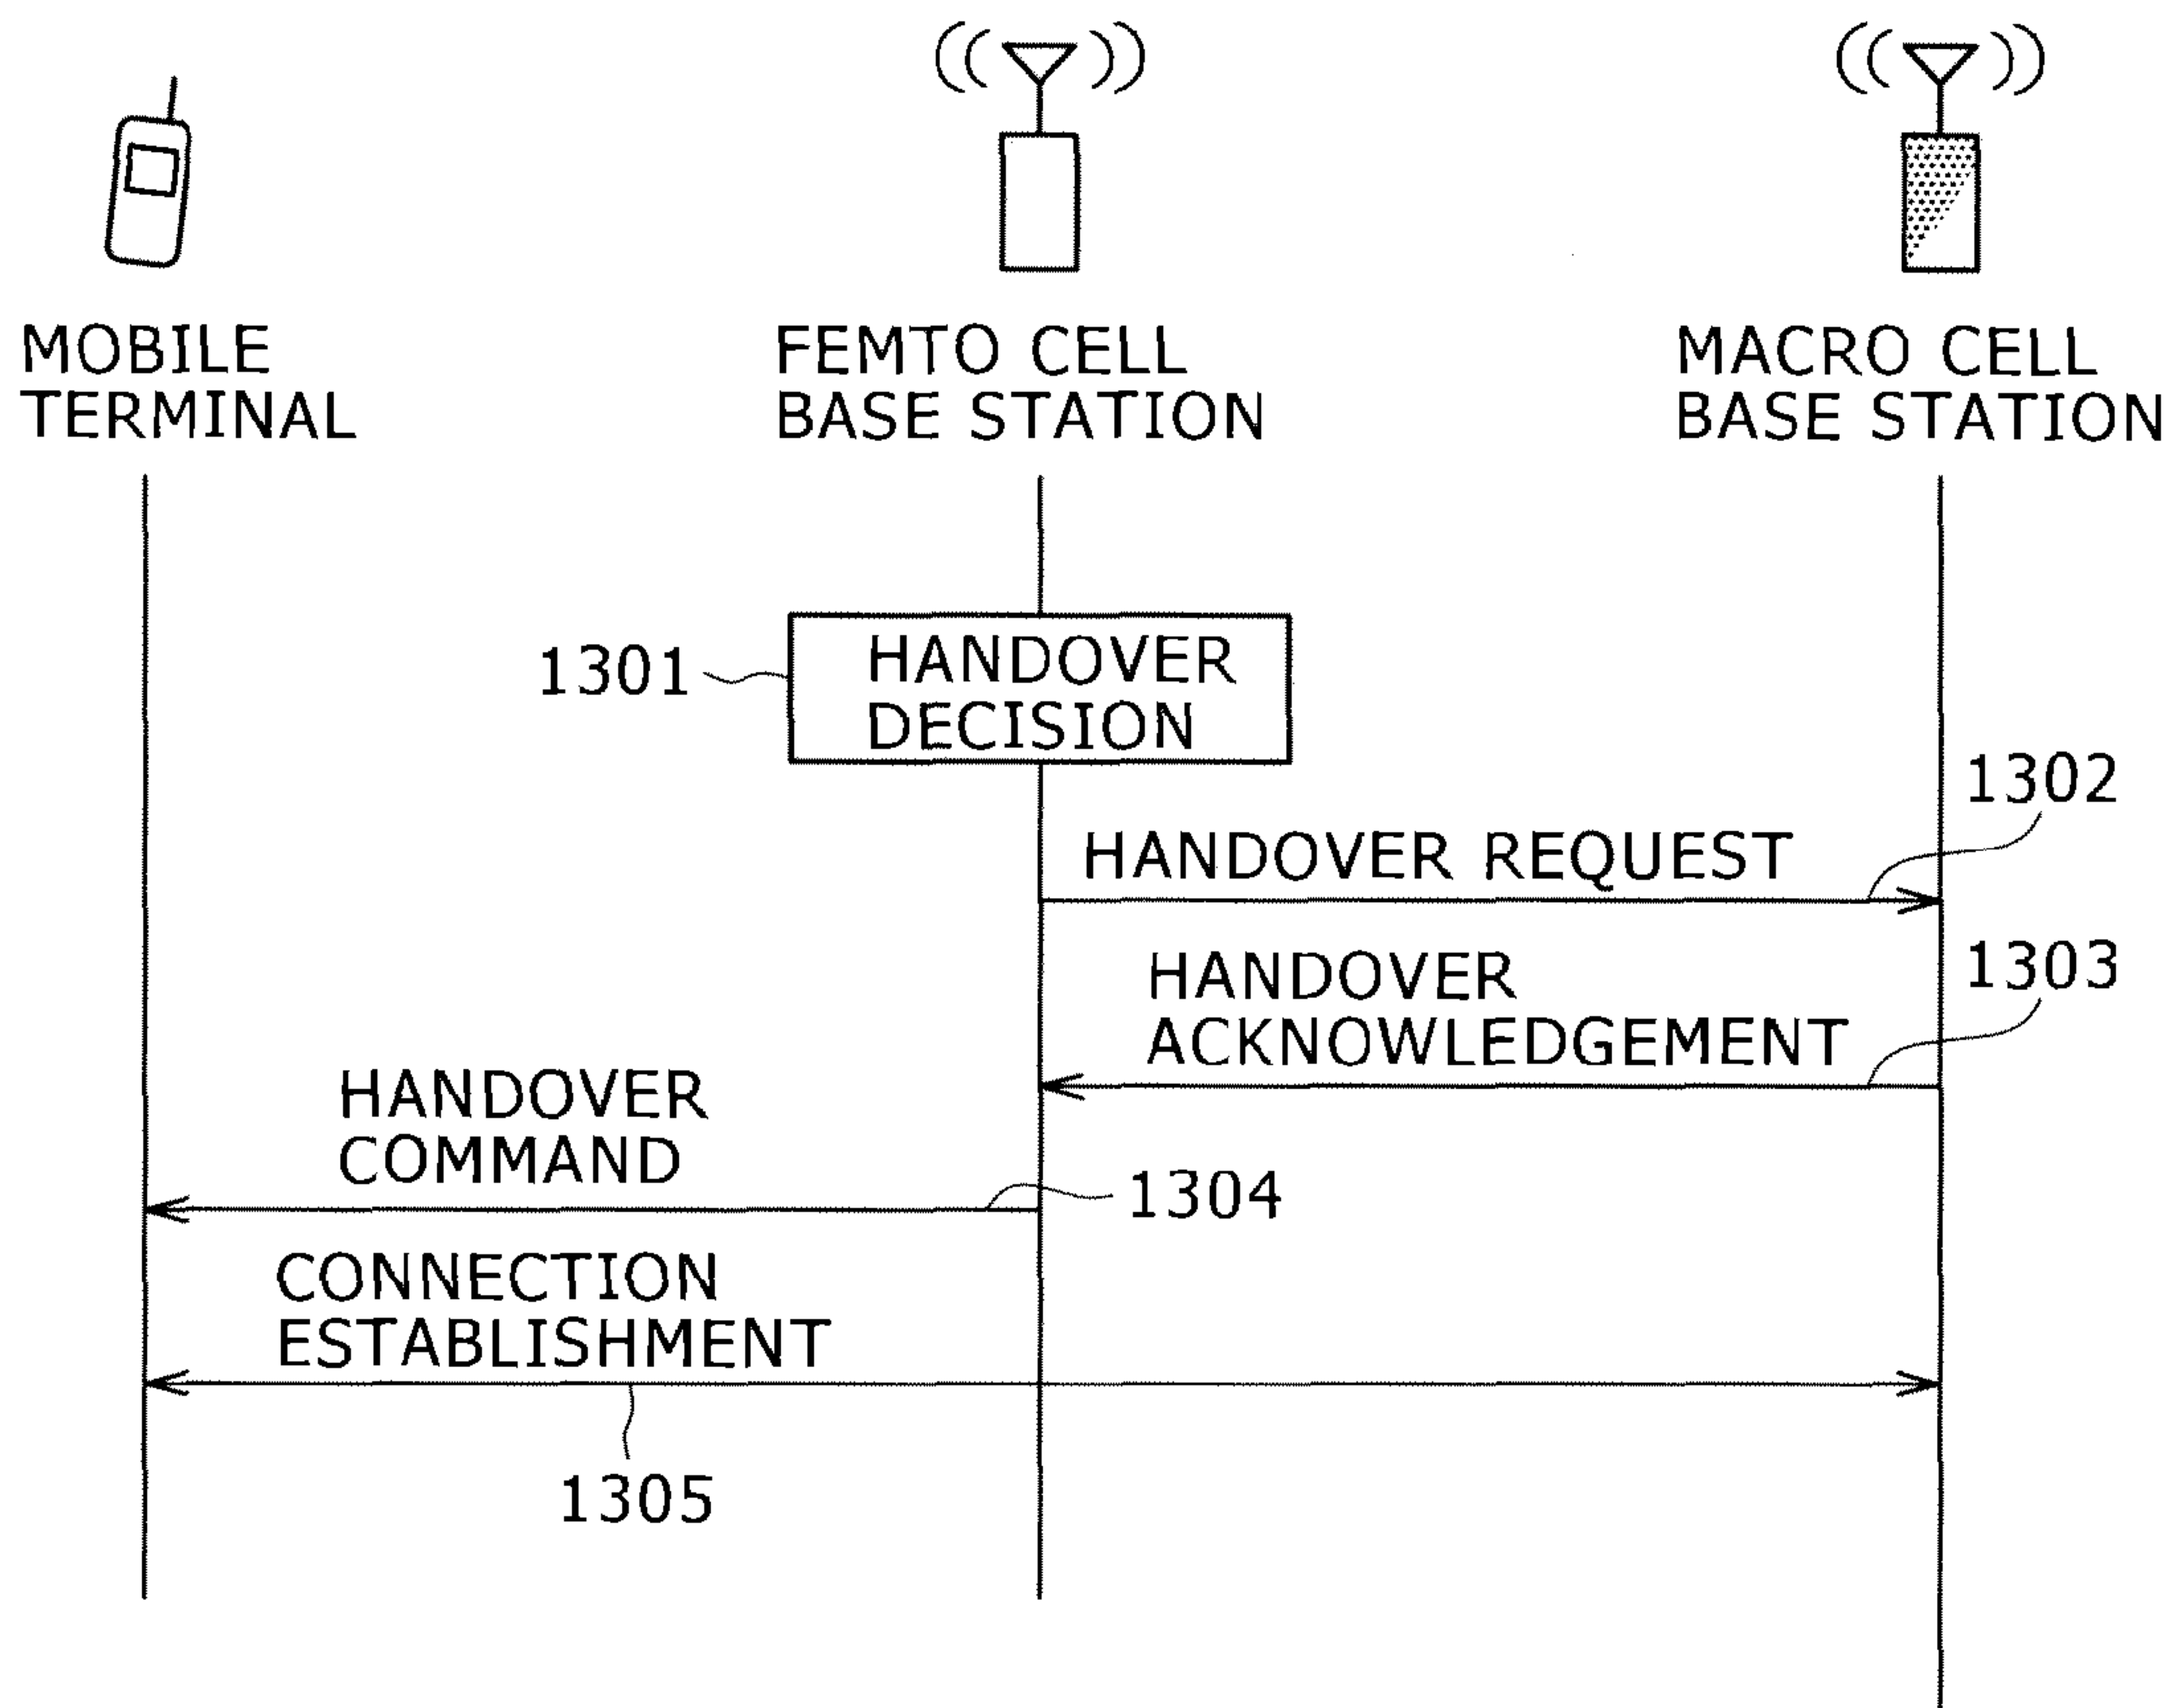 MOBILE
TERMINAL
FEMTO CELL
BASE STATION
MACRO CELL
BASE STATION
1301
HANDOVER
DECISION
1302
HANDOVER REQUEST
1303
HANDOVER
ACKNOWLEDGEMENT
HANDOVER
COMMAND
1304
CONNECTION
ESTABLISHMENT
1305